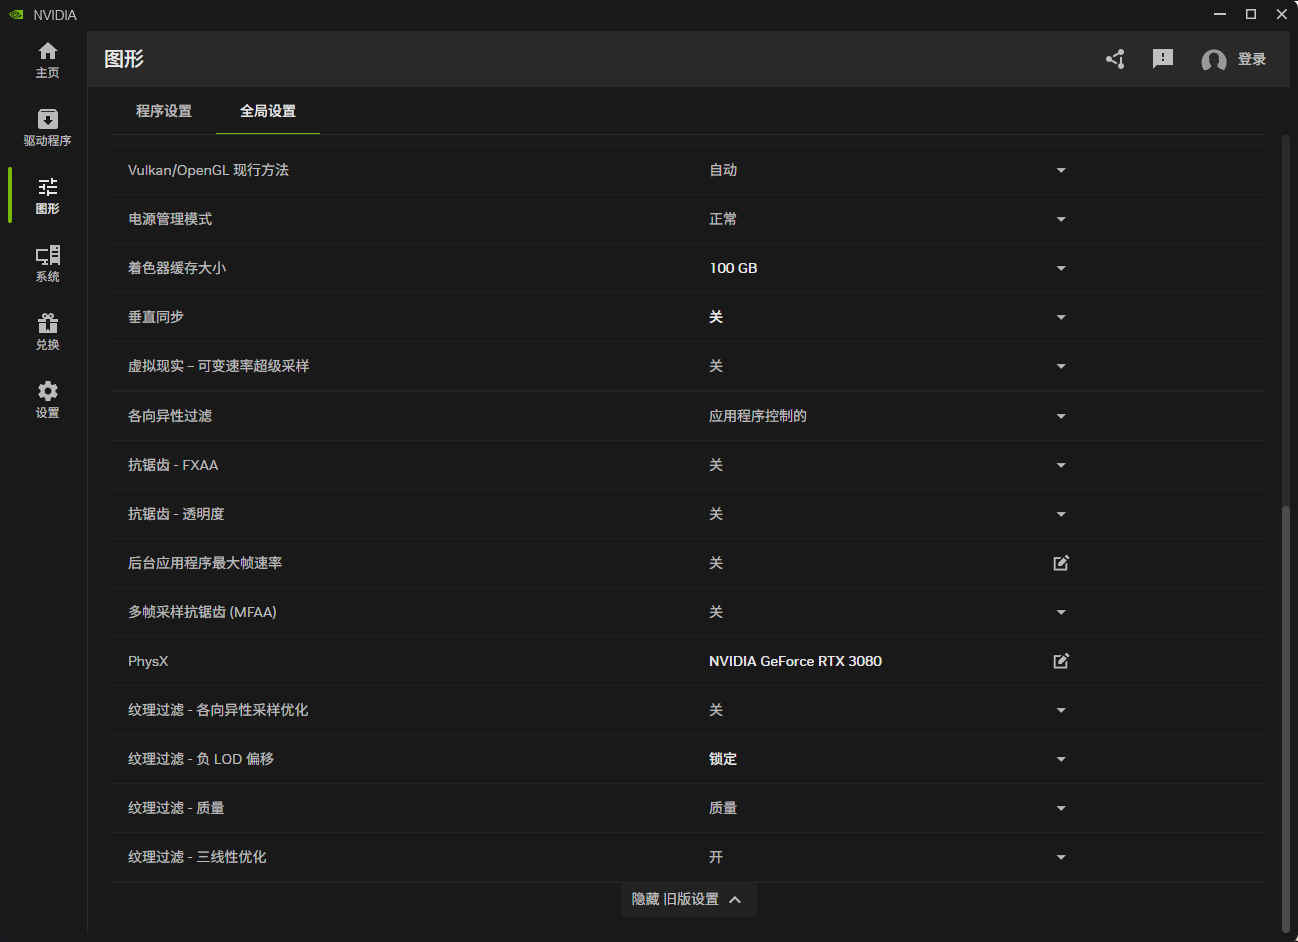 NVIDIA
主页
驱动程序
图形
系统
兑换
设置
图形
登录
程序设置 全局设置
Vulkan/OpenGL 现行方法 自动
电源管理模式 正常
着色器缓存大小 100 GB
垂直同步 关
虚拟现实 – 可变速率超级采样 关
各向异性过滤 应用程序控制的
抗锯齿 - FXAA 关
抗锯齿 - 透明度 关
后台应用程序最大帧速率 关
多帧采样抗锯齿 (MFAA) 关
PhysX NVIDIA GeForce RTX 3080
纹理过滤 - 各向异性采样优化 关
纹理过滤 - 负 LOD 偏移 锁定
纹理过滤 - 质量 质量
纹理过滤 - 三线性优化 开
隐藏 旧版设置